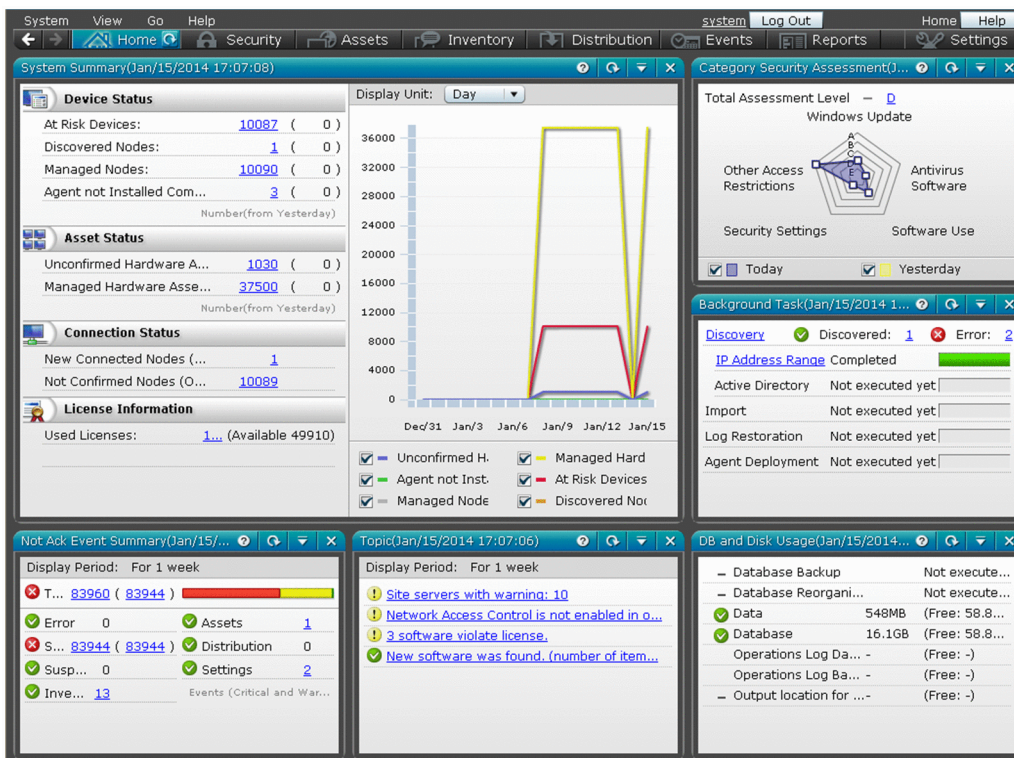 System View Go Help system Log Out Home Help
Home Security Assets Inventory Distribution Events Reports Settings
System Summary(Jan/15/2014 17:07:08)
Device Status
At Risk Devices: 10087 ( 0 )
Discovered Nodes: 1 ( 0 )
Managed Nodes: 10090 ( 0 )
Agent not Installed Com... 3 ( 0 )
Number(from Yesterday)
Asset Status
Unconfirmed Hardware A... 1030 ( 0 )
Managed Hardware Asse... 37500 ( 0 )
Number(from Yesterday)
Connection Status
New Connected Nodes (... 1
Not Confirmed Nodes (O... 10089
License Information
Used Licenses: 1... (Available 49910)
Display Unit: Day
36000
32000
28000
24000
20000
16000
12000
8000
4000
0
Dec/31 Jan/3 Jan/6 Jan/9 Jan/12 Jan/15
Unconfirmed H. Managed Hard
Agent not Inst. At Risk Devices
Managed Node Discovered No
Category Security Assessment(J...
Total Assessment Level — D
Windows Update
A
B
C
D
E
Other Access Restrictions
Antivirus Software
Security Settings Software Use
Today Yesterday
Background Task(Jan/15/2014 1...
Discovery Discovered: 1 Error: 2
IP Address Range Completed
Active Directory Not executed yet
Import Not executed yet
Log Restoration Not executed yet
Agent Deployment Not executed yet
Not Ack Event Summary(Jan/15/...
Display Period: For 1 week
T... 83960 ( 83944 )
Error 0 Assets 1
S... 83944 ( 83944 ) Distribution 0
Susp... 0 Settings 2
Inve... 13 Events (Critical and War...
Topic(Jan/15/2014 17:07:06)
Display Period: For 1 week
Site servers with warning: 10
Network Access Control is not enabled in o...
3 software violate license.
New software was found. (number of item...
DB and Disk Usage(Jan/15/2014...
Database Backup Not execute...
Database Reorgani... Not execute...
Data 548MB (Free: 58.8...
Database 16.1GB (Free: 58.8...
Operations Log Da... - (Free: -)
Operations Log Ba... - (Free: -)
Output location for ...- (Free: -)